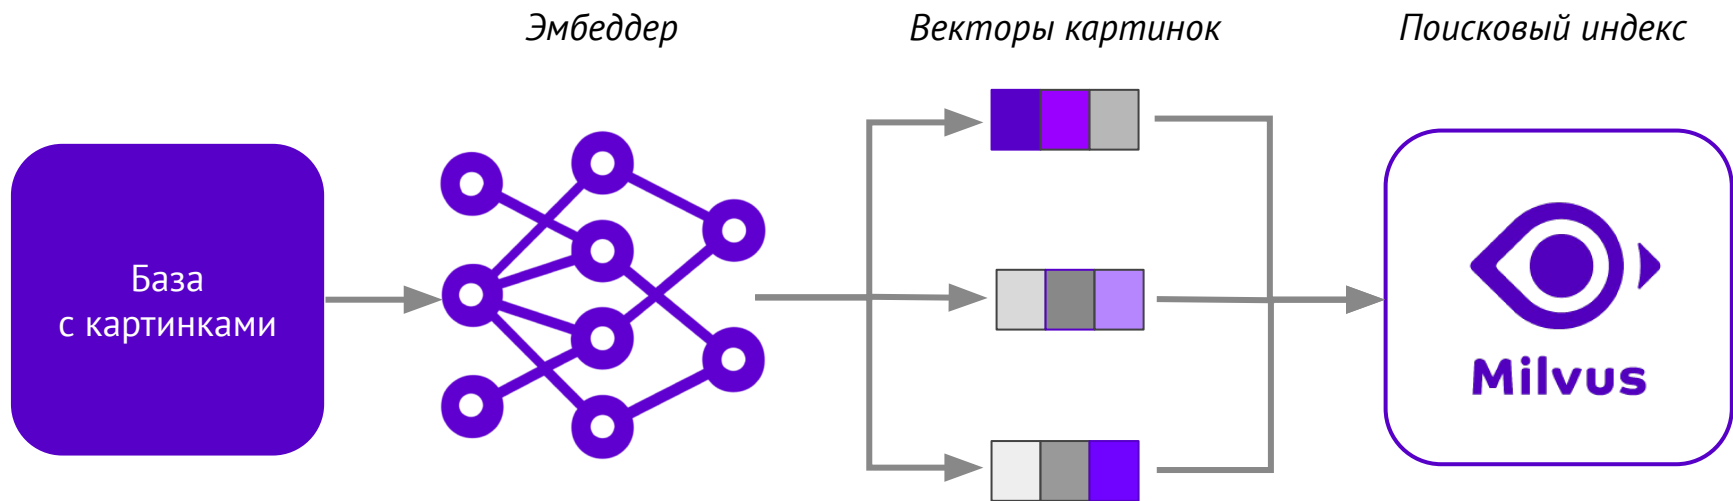 Эмбеддер
Векторы картинок
Поисковый индекс
База
с картинками
Milvus